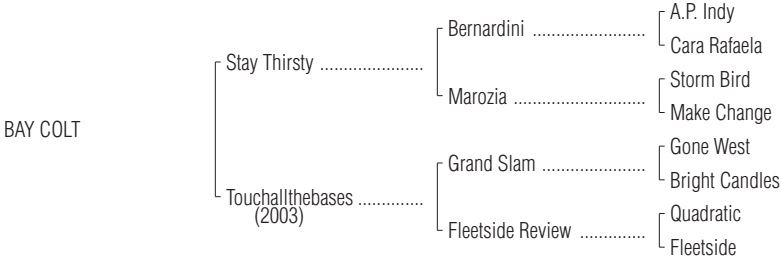 A.P. Indy
Bernardini ........................
Cara Rafaela
Stay Thirsty ......................
Storm Bird
Marozia ............................
Make Change
BAY COLT
Gone West
Grand Slam ......................
Bright Candles
Touchallthebases ..............
(2003)
Quadratic
Fleetside Review ..............
Fleetside